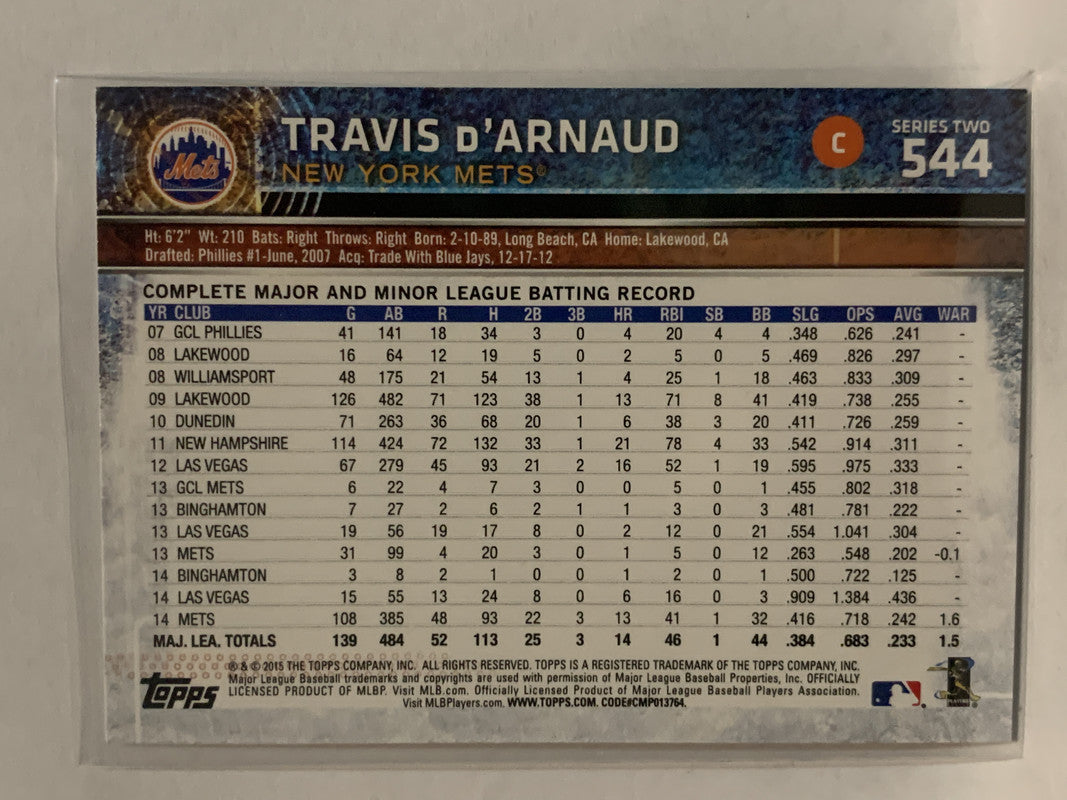 Mets
TRAVIS D'ARNAUD
NEW YORK METS®
C
SERIES TWO
544
Ht: 6'2" Wt: 210 Bats: Right Throws: Right Born: 2-10-89, Long Beach, CA Home: Lakewood, CA
Drafted: Phillies #1-June, 2007 Acq: Trade With Blue Jays, 12-17-12
COMPLETE MAJOR AND MINOR LEAGUE BATTING RECORD
YR CLUB G AB R H 2B 3B HR RBI SB BB SLG OPS AVG WAR
07 GCL PHILLIES 41 141 18 34 3 0 4 20 4 4 .348 .626 .241 -
08 LAKEWOOD 16 64 12 19 5 0 2 5 0 5 .469 .826 .297 -
08 WILLIAMSPORT 48 175 21 54 13 1 4 25 1 18 .463 .833 .309 -
09 LAKEWOOD 126 482 71 123 38 1 13 71 8 41 .419 .738 .255 -
10 DUNEDIN 71 263 36 68 20 1 6 38 3 20 .411 .726 .259 -
11 NEW HAMPSHIRE 114 424 72 132 33 1 21 78 4 33 .542 .914 .311 -
12 LAS VEGAS 67 279 45 93 21 2 16 52 1 19 .595 .975 .333 -
13 GCL METS 6 22 4 7 3 0 0 5 0 1 .455 .802 .318 -
13 BINGHAMTON 7 27 2 6 2 1 1 3 0 3 .481 .781 .222 -
13 LAS VEGAS 19 56 19 17 8 0 2 12 0 21 .554 1.041 .304 -
13 METS 31 99 4 20 3 0 1 5 0 12 .263 .548 .202 -0.1
14 BINGHAMTON 3 8 2 1 0 0 1 2 0 1 .500 .722 .125 -
14 LAS VEGAS 15 55 13 24 8 0 6 16 0 3 .909 1.384 .436 -
14 METS 108 385 48 93 22 3 13 41 1 32 .416 .718 .242 1.6
MAJ. LEA. TOTALS 139 484 52 113 25 3 14 46 1 44 .384 .683 .233 1.5
® & © 2015 THE TOPPS COMPANY, INC. ALL RIGHTS RESERVED. TOPPS IS A REGISTERED TRADEMARK OF THE TOPPS COMPANY, INC.
Major League Baseball trademarks and copyrights are used with permission of Major League Baseball Properties, Inc. OFFICIALLY
LICENSED PRODUCT OF MLBP. Visit MLB.com. Officially Licensed Product of Major League Baseball Players Association.
Visit MLBPlayers.com. WWW.TOPPS.COM. CODE#CMP013764.
TOPPS